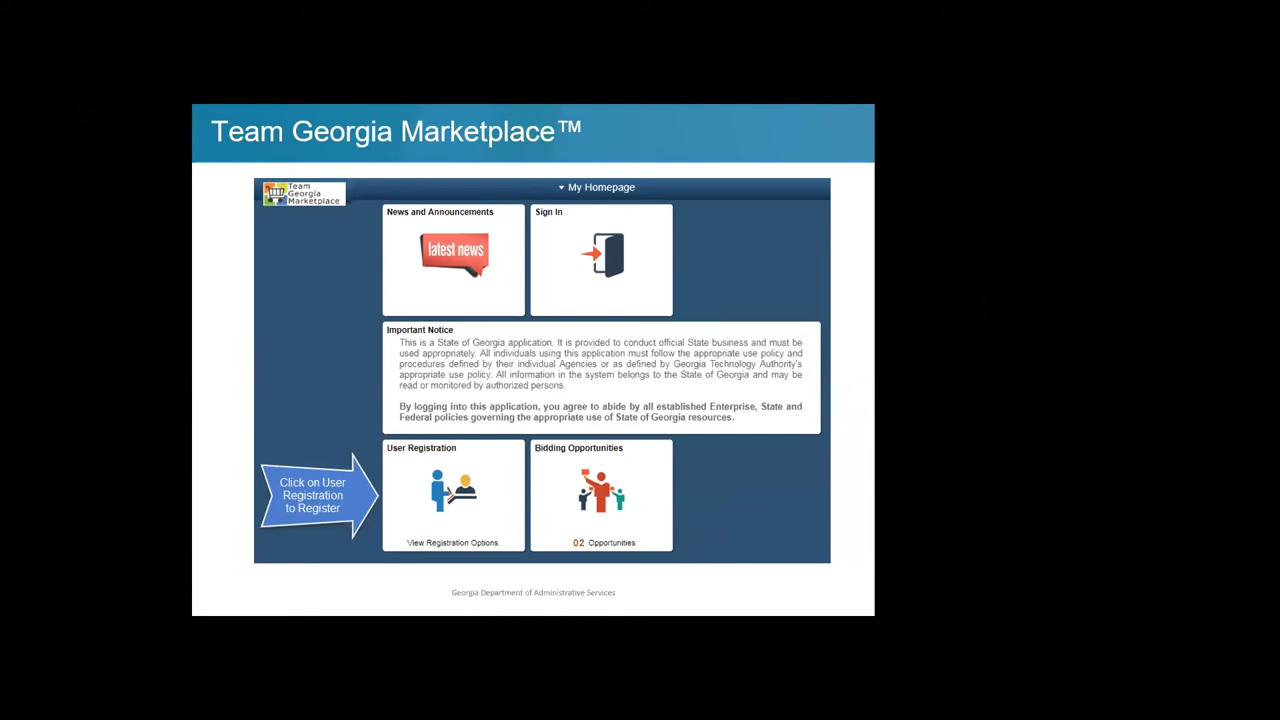 Team Georgia Marketplace™
Team
Georgia
Marketplace
My Homepage
News and Announcements
latest news
Sign In
Important Notice
This is a State of Georgia application. It is provided to conduct official State business and must be
used appropriately. All individuals using this application must follow the appropriate use policy and
procedures defined by their individual Agencies or as defined by Georgia Technology Authority's
appropriate use policy. All information in the system belongs to the State of Georgia and may be
read or monitored by authorized persons.
By logging into this application, you agree to abide by all established Enterprise, State and
Federal policies governing the appropriate use of State of Georgia resources.
Click on User
Registration
to Register
User Registration
View Registration Options.
Bidding Opportunities
02 Opportunities
Georgia Department of Administrative Services